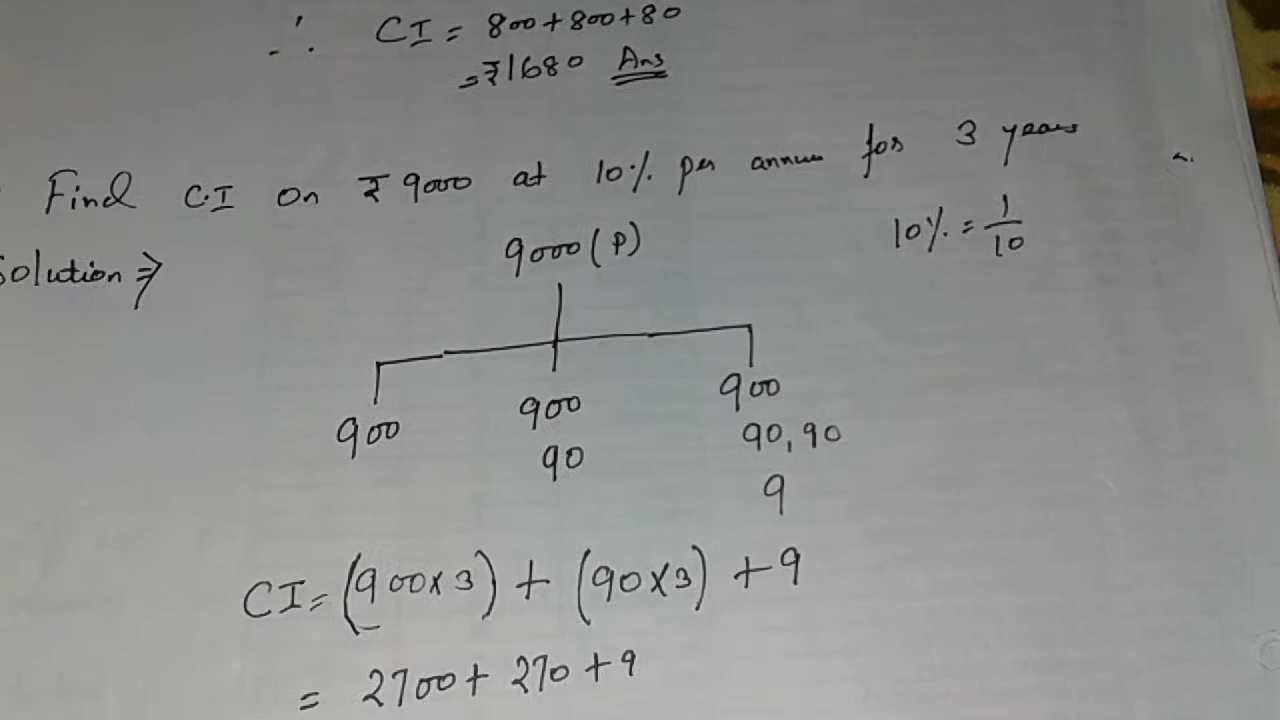 ∴ CI = 800+800+80
=₹1680 Ans
Find C.I on ₹9000 at 10% per annum for 3 years
Solution ⇒
9000(P)
10% = 1/10
900 900 900
90 90,90
9
CI = (900×3) + (90×3) +9
= 2700+ 270 +9